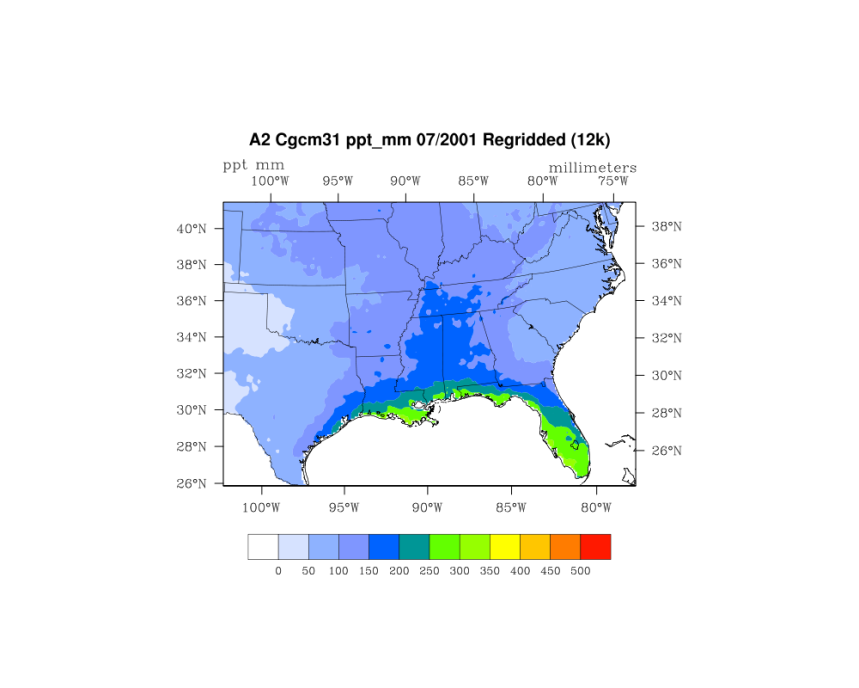 A2 Cgcm31 ppt_mm 07/2001 Regridded (12k)
ppt mm millimeters
100°W 95°W 90°W 85°W 80°W 75°W
40°N 38°N
38°N 36°N
36°N 34°N
34°N 32°N
32°N 30°N
30°N 28°N
28°N 26°N
26°N
100°W 95°W 90°W 85°W 80°W
0 50 100 150 200 250 300 350 400 450 500